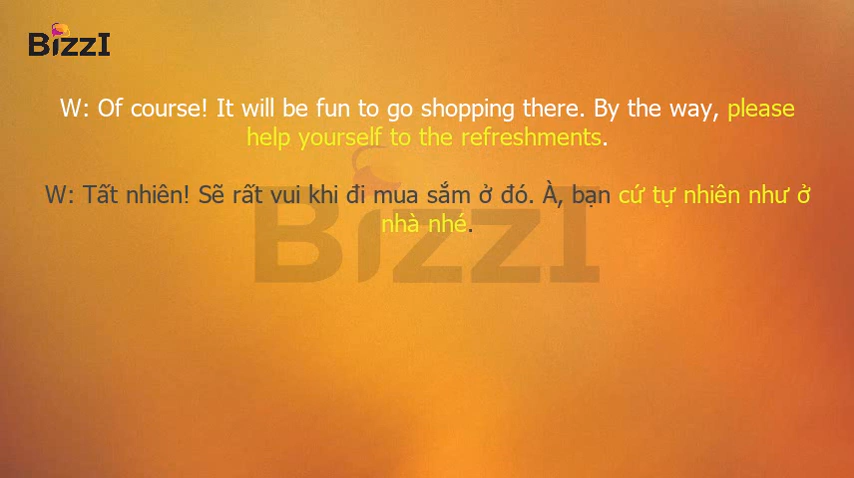 BizzI
W: Of course! It will be fun to go shopping there. By the way, please
help yourself to the refreshments.
W: Tất nhiên! Sẽ rất vui khi đi mua sắm ở đó. À, bạn cứ tự nhiên như ở
nhà nhé.
BizzI